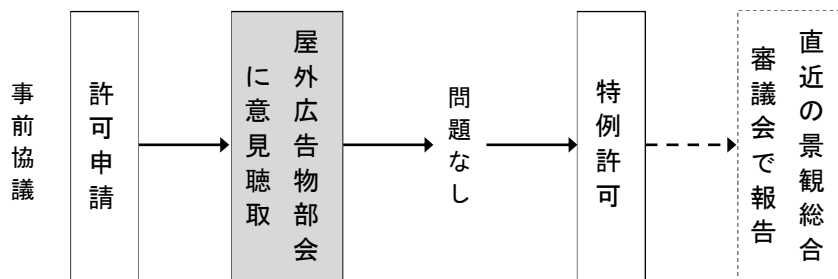 事前協議
許可申請
屋外広告物部会
に意見聴取
問題なし
特例許可
直近の景観総合
審議会で報告